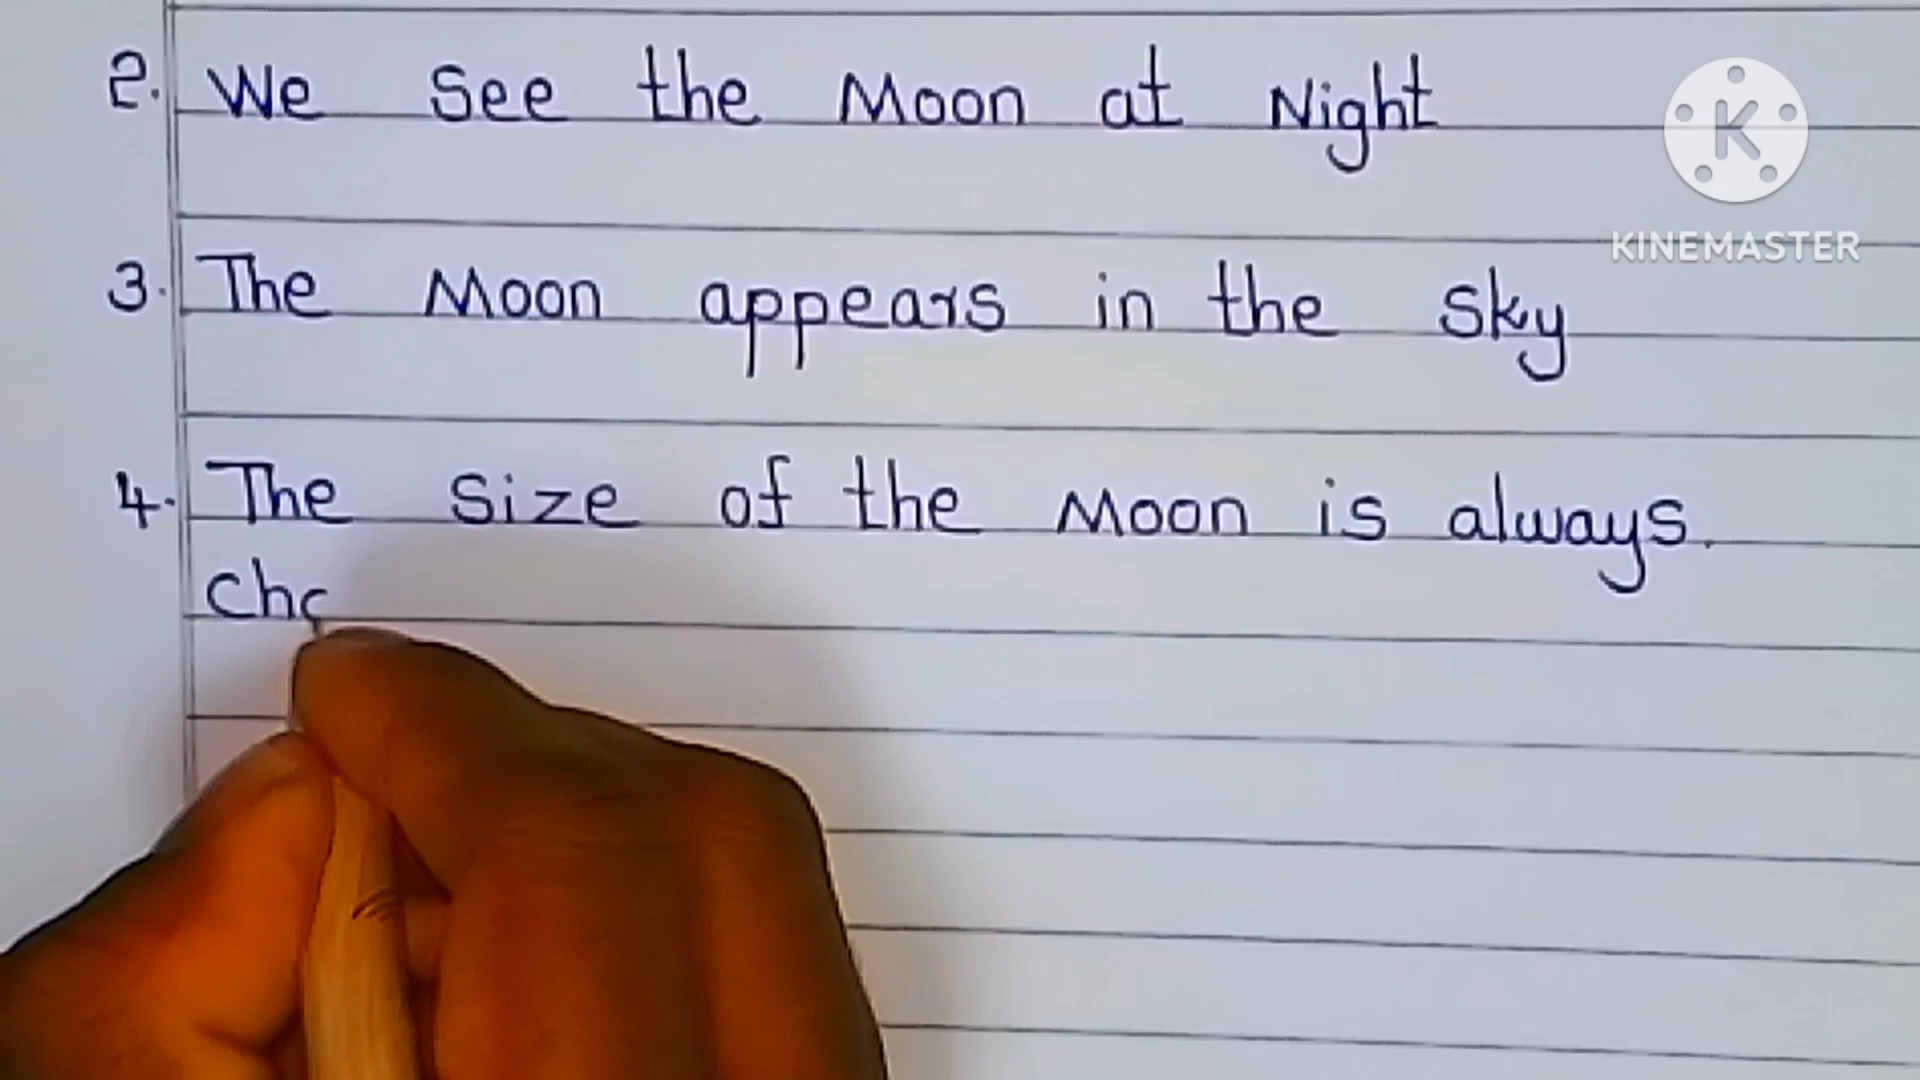 2. We see the Moon at Night
K
KINEMASTER
3. The Moon appears in the sky
4. The size of the Moon is always.